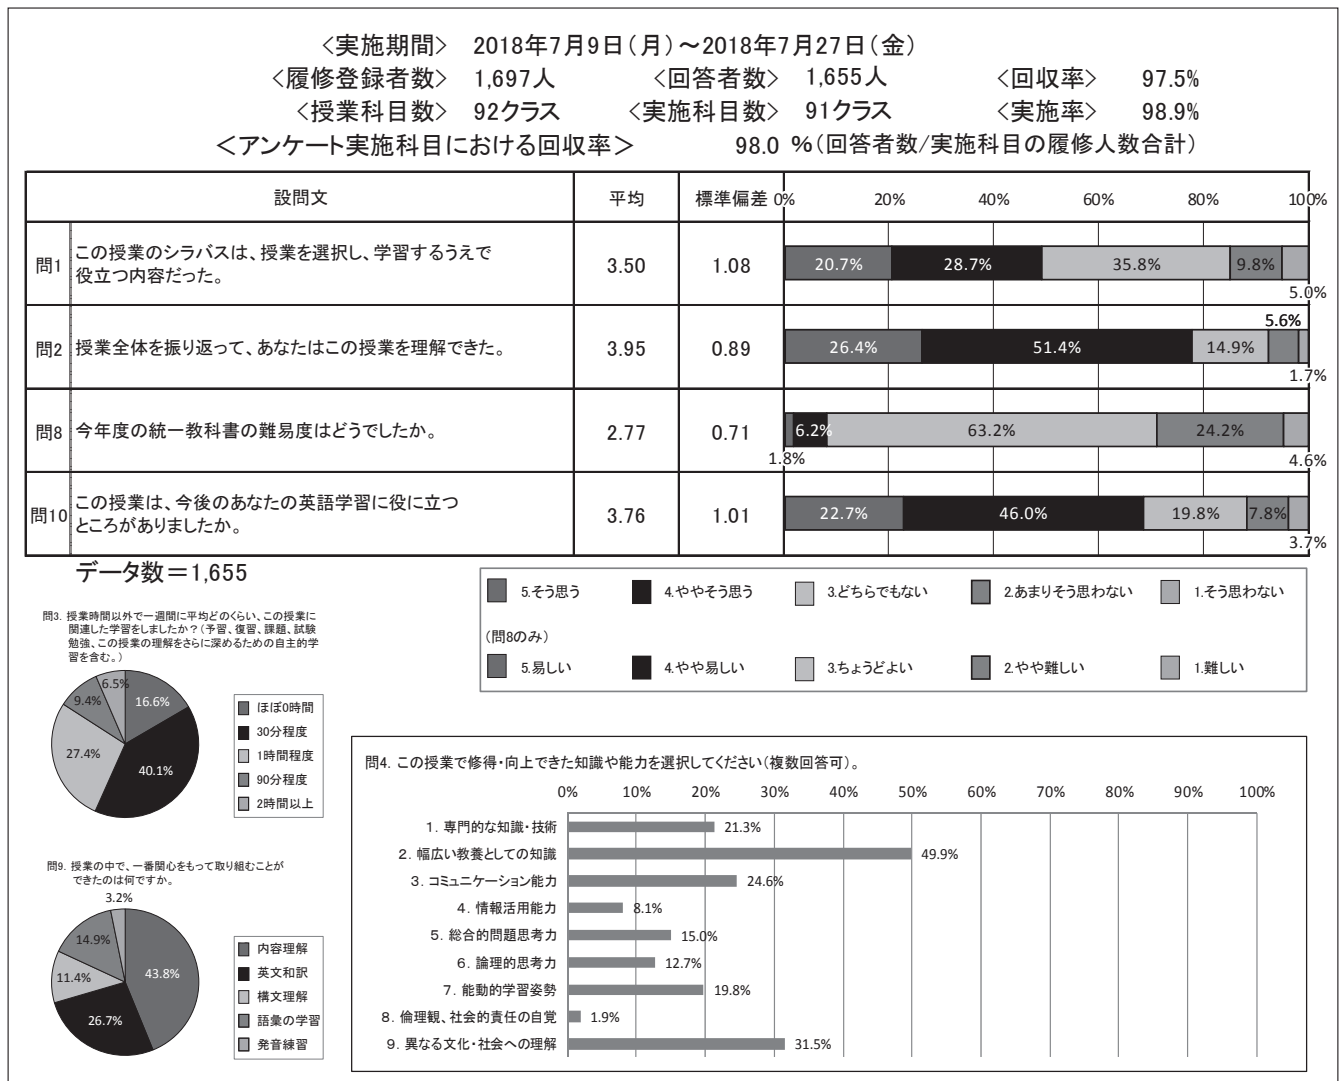 <実施期間> 2018年7月9日(月)~2018年7月27日(金)
<履修登録者数> 1,697人 <回答者数> 1,655人 <回収率> 97.5%
<授業科目数> 92クラス <実施科目数> 91クラス <実施率> 98.9%
<アンケート実施科目における回収率> 98.0 %(回答者数/実施科目の履修人数合計)
設問文 平均 標準偏差 0% 20% 40% 60% 80% 100%
問1 この授業のシラバスは、授業を選択し、学習するうえで
役立つ内容だった。
3.50 1.08 20.7% 28.7% 35.8% 9.8%
5.0%
5.6%
問2 授業全体を振り返って、あなたはこの授業を理解できた。 3.95 0.89 26.4% 51.4% 14.9%
1.7%
問8 今年度の統一教科書の難易度はどうでしたか。 2.77 0.71 6.2% 63.2% 24.2%
1.8% 4.6%
問10 この授業は、今後のあなたの英語学習に役に立つ
ところがありましたか。
3.76 1.01 22.7% 46.0% 19.8% 7.8%
3.7%
データ数=1,655
5.そう思う 4.ややそう思う 3.どちらでもない 2.あまりそう思わない 1.そう思わない
(問8のみ)
5.易しい 4.やや易しい 3.ちょうどよい 2.やや難しい 1.難しい
問3. 授業時間以外で一週間に平均どのくらい、この授業に
関連した学習をしましたか?(予習、復習、課題、試験
勉強、この授業の理解をさらに深めるための自主的学
習を含む。)
6.5%
16.6%
9.4%
27.4%
40.1%
ほぼ0時間
30分程度
1時間程度
90分程度
2時間以上
問9. 授業の中で、一番関心をもって取り組むことが
できたのは何ですか。
3.2%
14.9%
43.8%
11.4%
26.7%
内容理解
英文和訳
構文理解
語彙の学習
発音練習
問4. この授業で修得・向上できた知識や能力を選択してください(複数回答可)。
0% 10% 20% 30% 40% 50% 60% 70% 80% 90% 100%
1. 専門的な知識・技術 21.3%
2. 幅広い教養としての知識 49.9%
3. コミュニケーション能力 24.6%
4. 情報活用能力 8.1%
5. 総合的問題思考力 15.0%
6. 論理的思考力 12.7%
7. 能動的学習姿勢 19.8%
8. 倫理観、社会的責任の自覚 1.9%
9. 異なる文化・社会への理解 31.5%